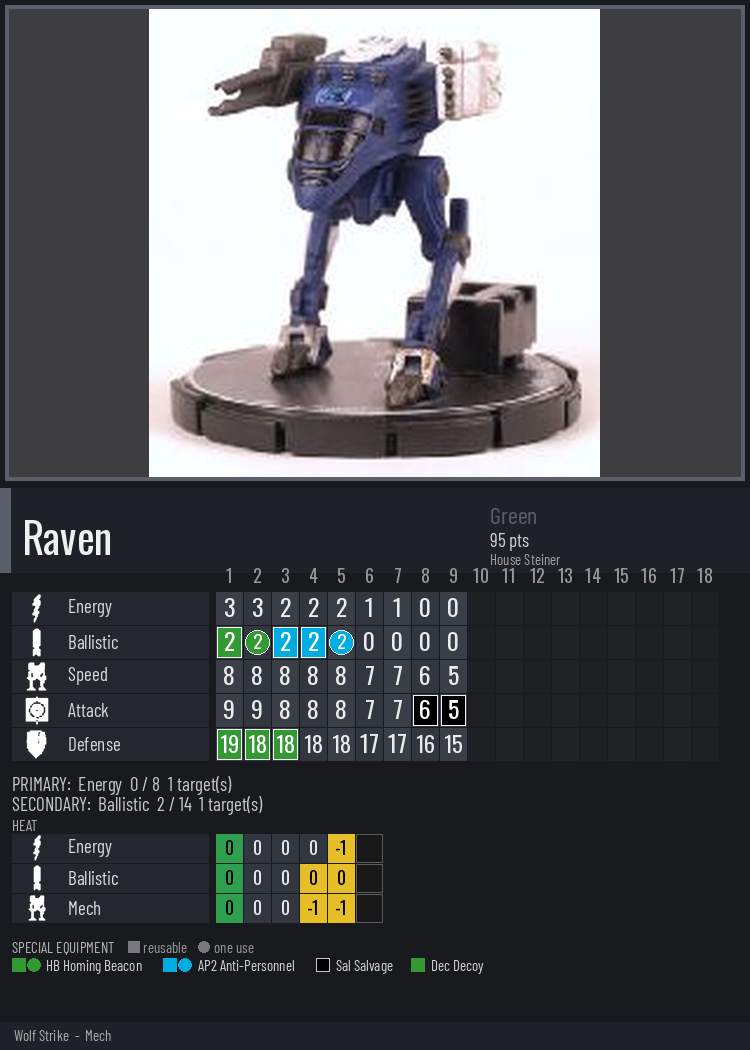 Raven
Green
95 pts
House Steiner
1 2 3 4 5 6 7 8 9 10 11 12 13 14 15 16 17 18
Energy 3 3 2 2 2 1 1 0 0
Ballistic 2 2 2 2 2 0 0 0 0
Speed 8 8 8 8 8 7 7 6 5
Attack 9 9 8 8 8 7 7 6 5
Defense 19 18 18 18 18 17 17 16 15
PRIMARY: Energy 0 / 8 1 target(s)
SECONDARY: Ballistic 2 / 14 1 target(s)
HEAT
Energy 0 0 0 0 -1
Ballistic 0 0 0 0 0
Mech 0 0 0 -1 -1
SPECIAL EQUIPMENT reusable one use
HB Homing Beacon AP2 Anti-Personnel Sal Salvage Dec Decoy
Wolf Strike - Mech